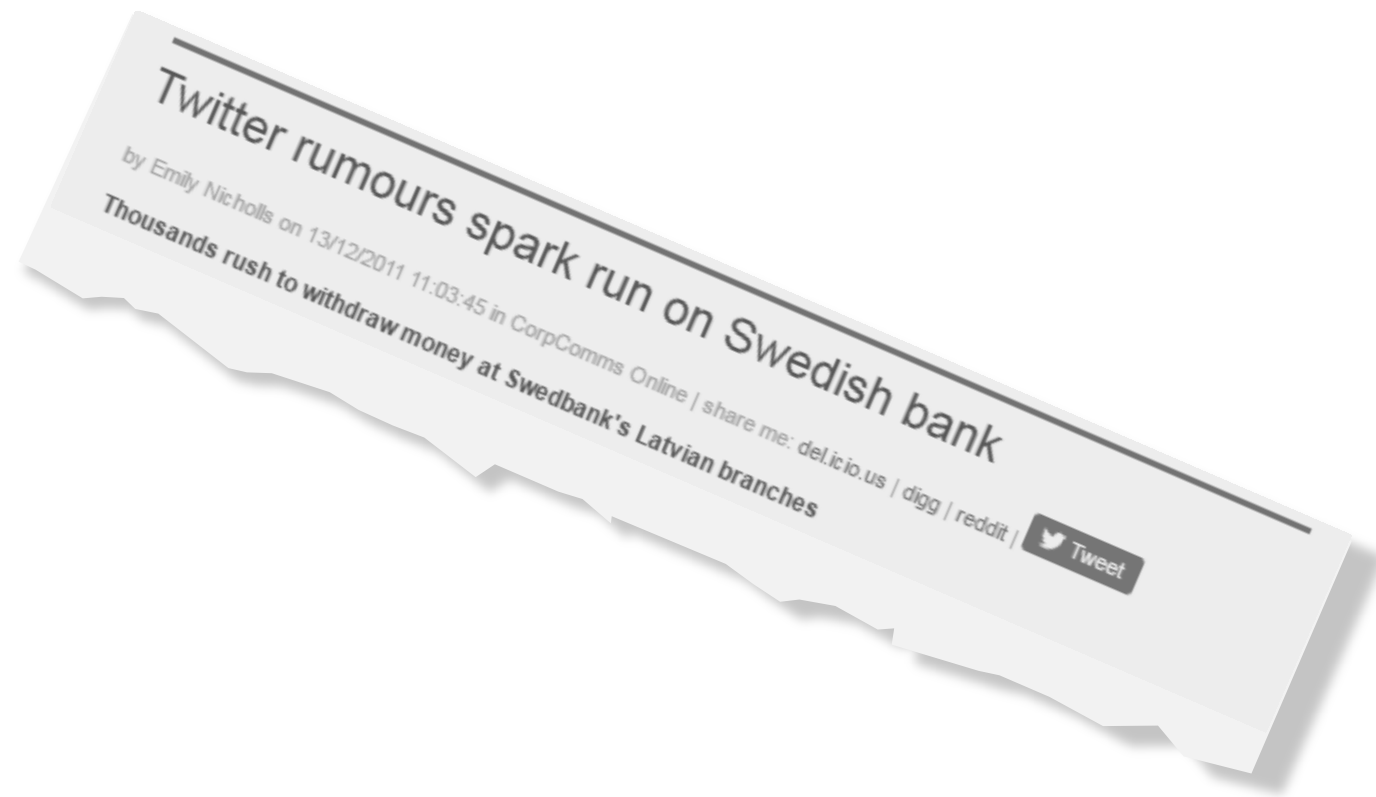 Twitter rumours spark run on Swedish bank
by Emily Nicholls on 13/12/2011 11:03:45 in CorpComms Online | share me: del.icio.us | digg | reddit | Tweet
Thousands rush to withdraw money at Swedbank's Latvian branches